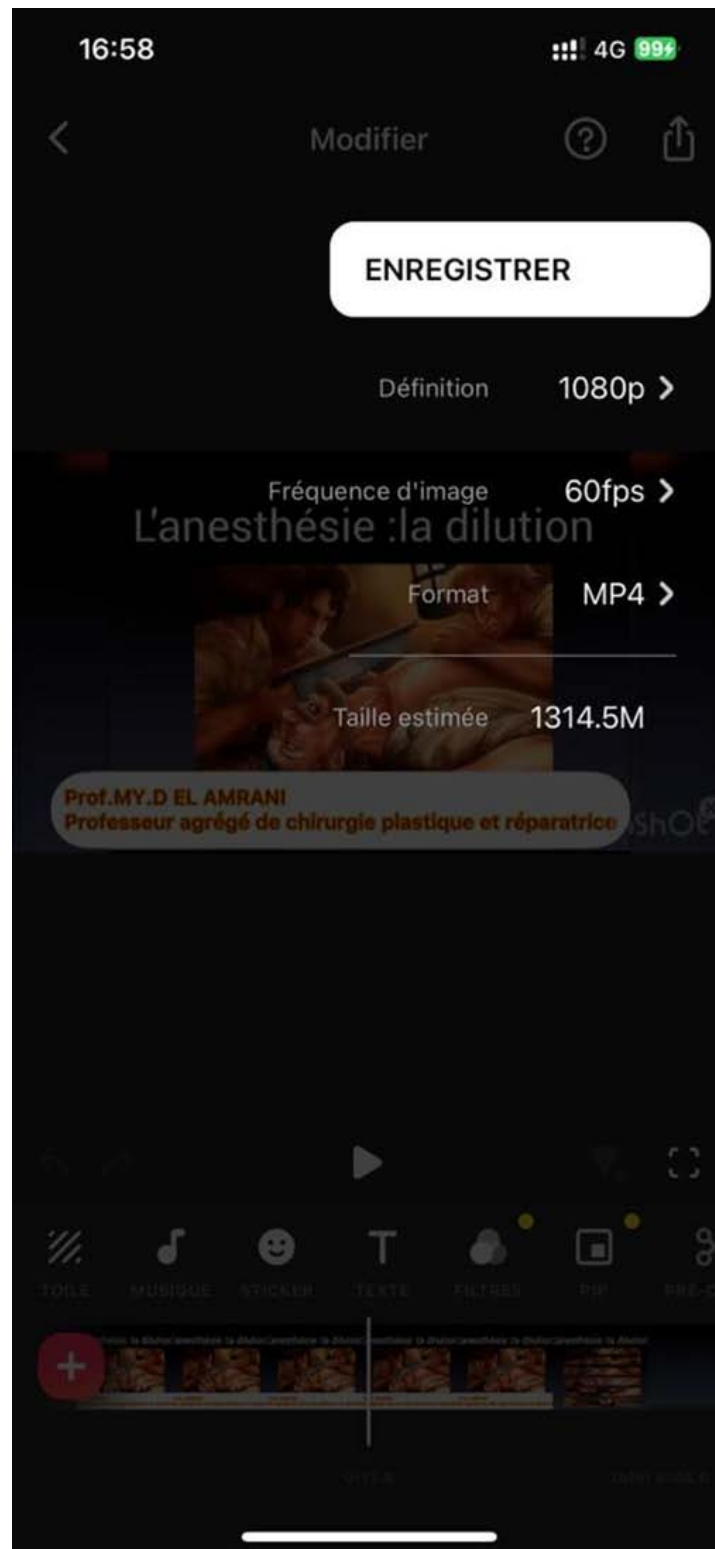 16:58
4G 99
Modifier
ENREGISTRER
Définition 1080p
Fréquence d'image 60fps
L'anesthésie :la dilution
Format MP4
Taille estimée 1314.5M
Prof.MY.D EL AMRANI
Professeur agrégé de chirurgie plastique et réparatrice
TOILE MUSIQUE STICKER TEXTE FILTRES PIP